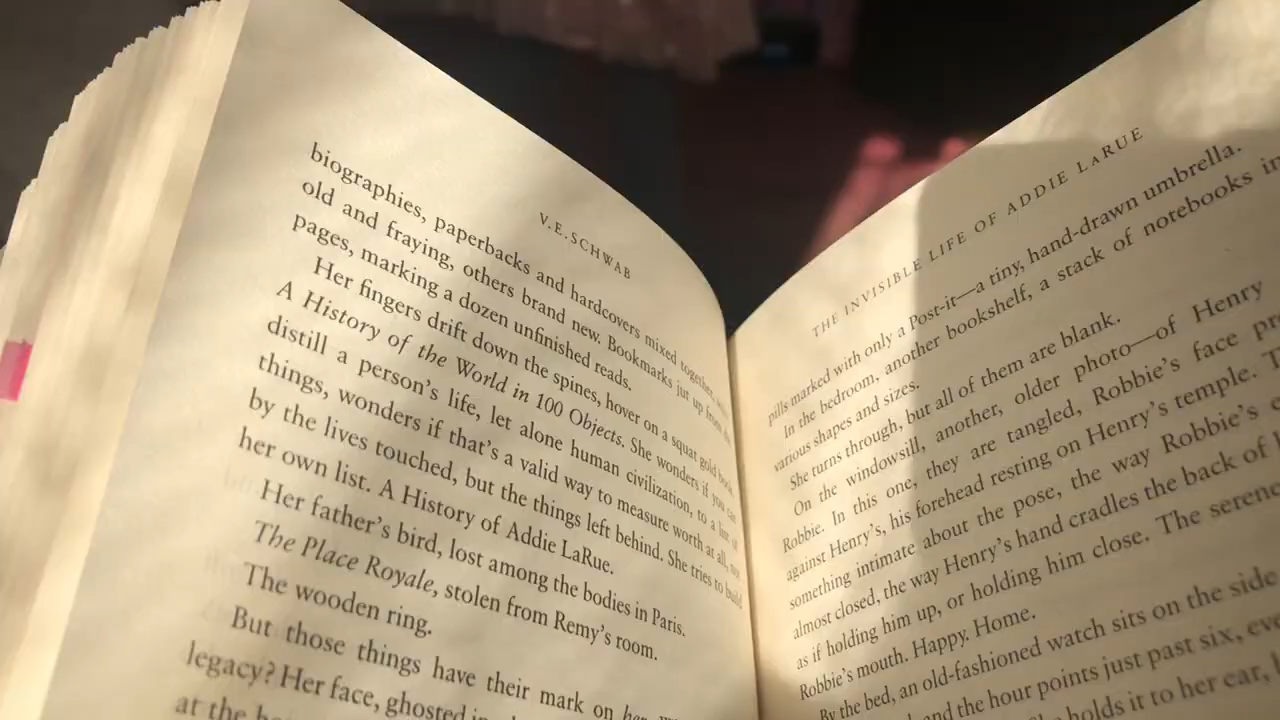 V. E. SCHWAB
biographies, paperbacks and hardcovers mixed together,
old and fraying, others brand new. Bookmarks jut up from
pages, marking a dozen unfinished reads.
Her fingers drift down the spines, hover on a squat gold book.
A History of the World in 100 Objects. She wonders if you can
distill a person's life, let alone human civilization, to a list of
things, wonders if that's a valid way to measure worth at all, not
by the lives touched, but the things left behind. She tries to build
her own list. A History of Addie LaRue.
Her father's bird, lost among the bodies in Paris.
The Place Royale, stolen from Remy's room.
The wooden ring.
But those things have their mark on her
legacy? Her face, ghosted in
at the
THE INVISIBLE LIFE OF ADDIE LARUE
pills marked with only a Post-it—a tiny, hand-drawn umbrella.
In the bedroom, another bookshelf, a stack of notebooks in
various shapes and sizes.
She turns through, but all of them are blank.
On the windowsill, another, older photo—of Henry
Robbie. In this one, they are tangled, Robbie's face
against Henry's, his forehead resting on Henry's temple.
something intimate about the pose, the way Robbie's
almost closed, the way Henry's hand cradles the back of
as if holding him up, or holding him close. The serene
Robbie's mouth. Happy. Home.
By the bed, an old-fashioned watch sits on the side
and the hour points just past six,
holds it to her ear,